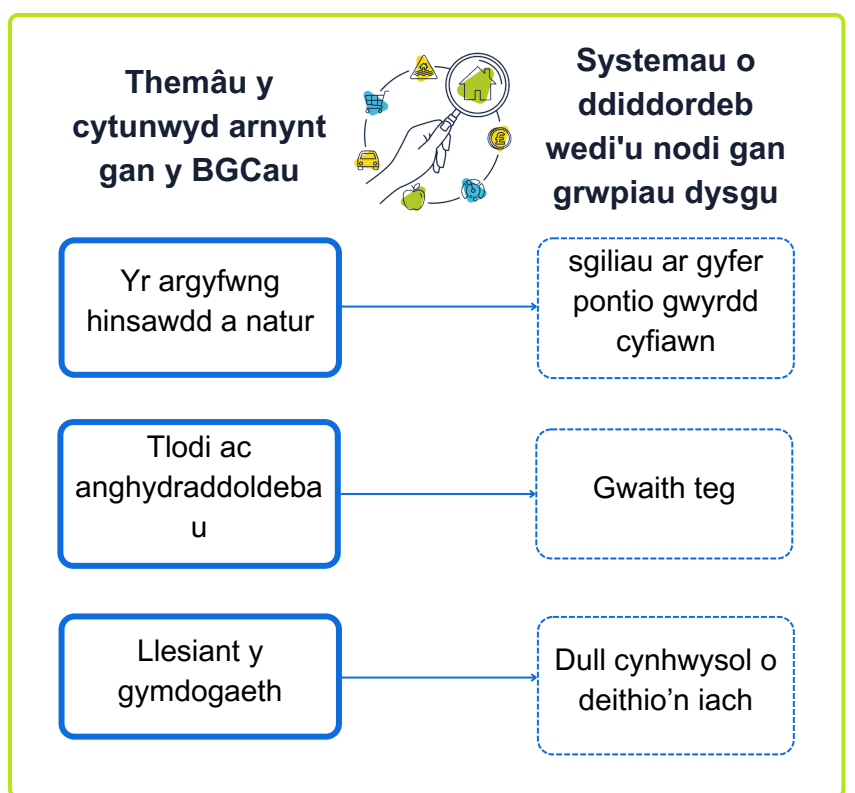 Themâu y
cytunwyd arnynt
gan y BGCau
Systemau o
ddiddordeb
wedi'u nodi gan
grwpiau dysgu
£
Yr argyfwng
hinsawdd a natur
sgiliau ar gyfer
pontio gwyrdd
cyfiawn
Tlodi ac
anghydraddoldeba
u
Gwaith teg
Llesiant y
gymdogaeth
Dull cynhwysol o
deithio’n iach